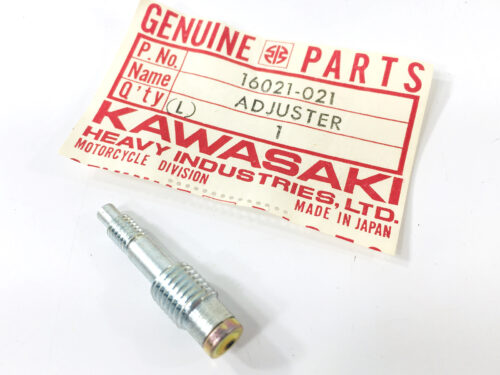 GENUINE PARTS
P. No. 16021-021
Name ADJUSTER
Q'ty (L) 1
KAWASAKI
HEAVY INDUSTRIES, LTD.
MOTORCYCLE DIVISION MADE IN JAPAN